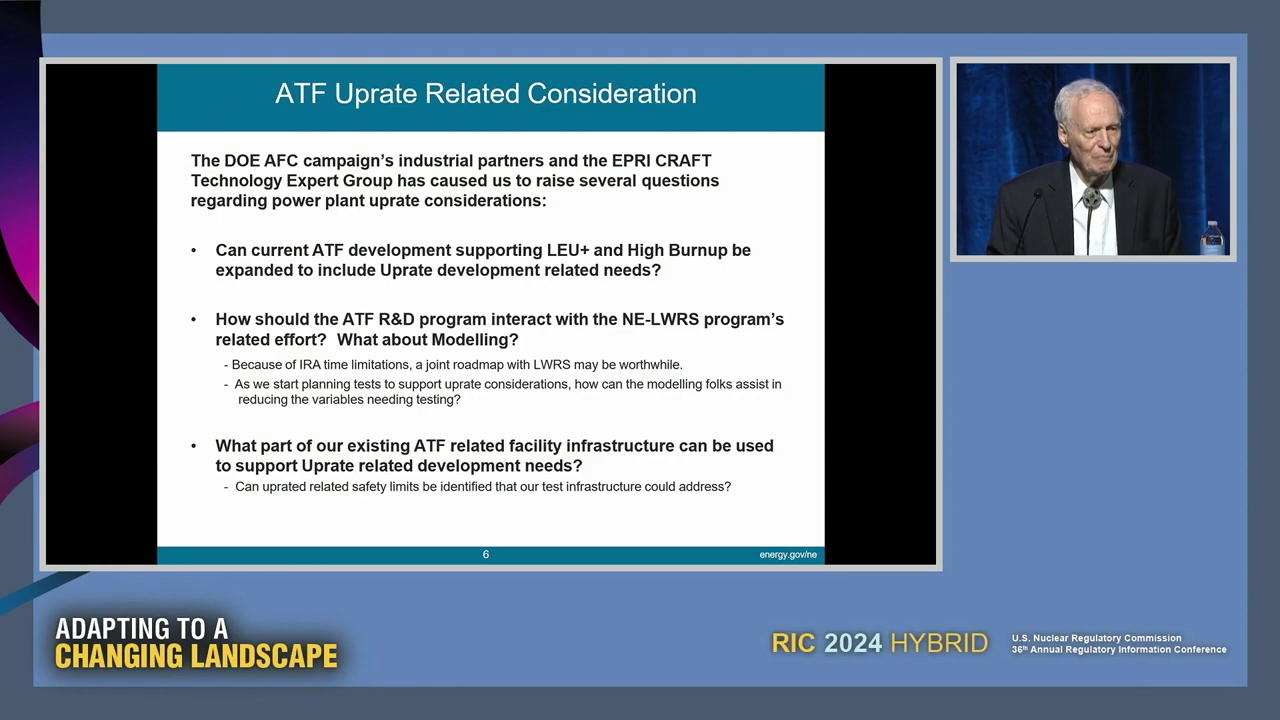 ATF Uprate Related Consideration
The DOE AFC campaign's industrial partners and the EPRI CRAFT
Technology Expert Group has caused us to raise several questions
regarding power plant uprate considerations:
• Can current ATF development supporting LEU+ and High Burnup be
expanded to include Uprate development related needs?
• How should the ATF R&D program interact with the NE-LWRS program's
related effort? What about Modelling?
- Because of IRA time limitations, a joint roadmap with LWRS may be worthwhile.
- As we start planning tests to support uprate considerations, how can the modelling folks assist in
reducing the variables needing testing?
• What part of our existing ATF related facility infrastructure can be used
to support Uprate related development needs?
- Can uprated related safety limits be identified that our test infrastructure could address?
6
energy.gov/ne
ADAPTING TO A
CHANGING LANDSCAPE
RIC 2024 HYBRID
U.S. Nuclear Regulatory Commission
36th Annual Regulatory Information Conference